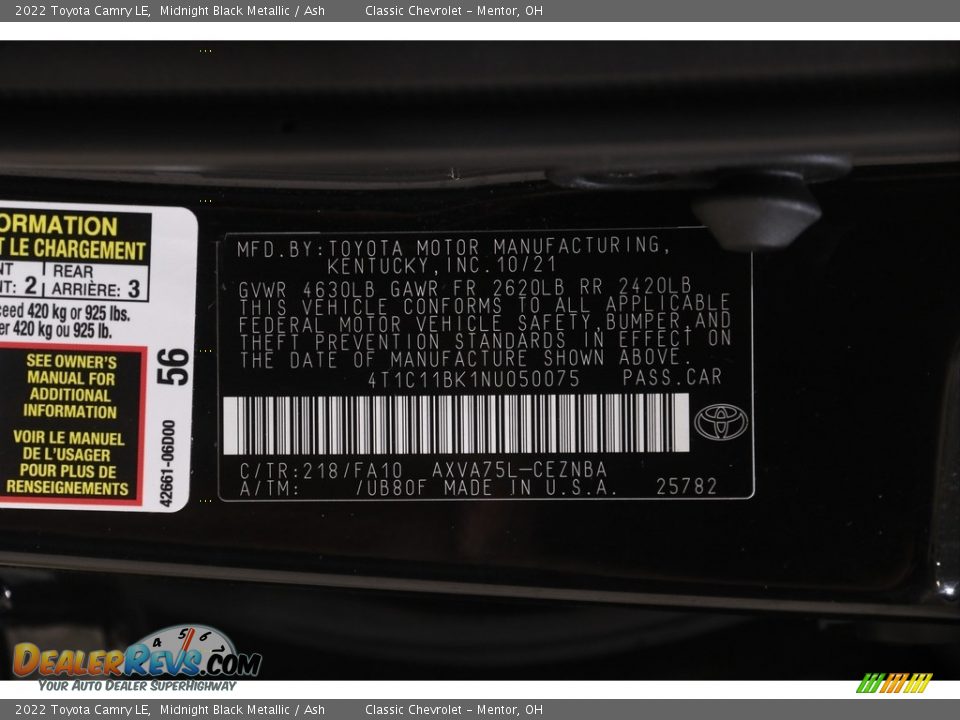 2022 Toyota Camry LE, Midnight Black Metallic / Ash Classic Chevrolet - Mentor, OH
ORMATION
T LE CHARGEMENT
NT REAR
NT: 2 ARRIÈRE: 3
ceed 420 kg or 925 lbs.
er 420 kg ou 925 lb.
SEE OWNER'S
MANUAL FOR
ADDITIONAL
INFORMATION
VOIR LE MANUEL
DE L'USAGER
POUR PLUS DE
RENSEIGNEMENTS
56
42661-06D00
MFD. BY: TOYOTA MOTOR MANUFACTURING,
KENTUCKY, INC. 10/21
GVWR 4630LB GAWR FR 2620LB RR 2420LB
THIS VEHICLE CONFORMS TO ALL APPLICABLE
FEDERAL MOTOR VEHICLE SAFETY, BUMPER, AND
THEFT PREVENTION STANDARDS IN EFFECT ON
THE DATE OF MANUFACTURE SHOWN ABOVE.
4T1C11BK1NU050075 PASS. CAR
C/TR: 218/FA10 AXVA75L-CEZNBA
A/TM: /UB80F MADE IN U.S.A. 25782
4 5 6
DEALERREVS.COM
YOUR AUTO DEALER SUPERHIGHWAY
2022 Toyota Camry LE, Midnight Black Metallic / Ash Classic Chevrolet - Mentor, OH